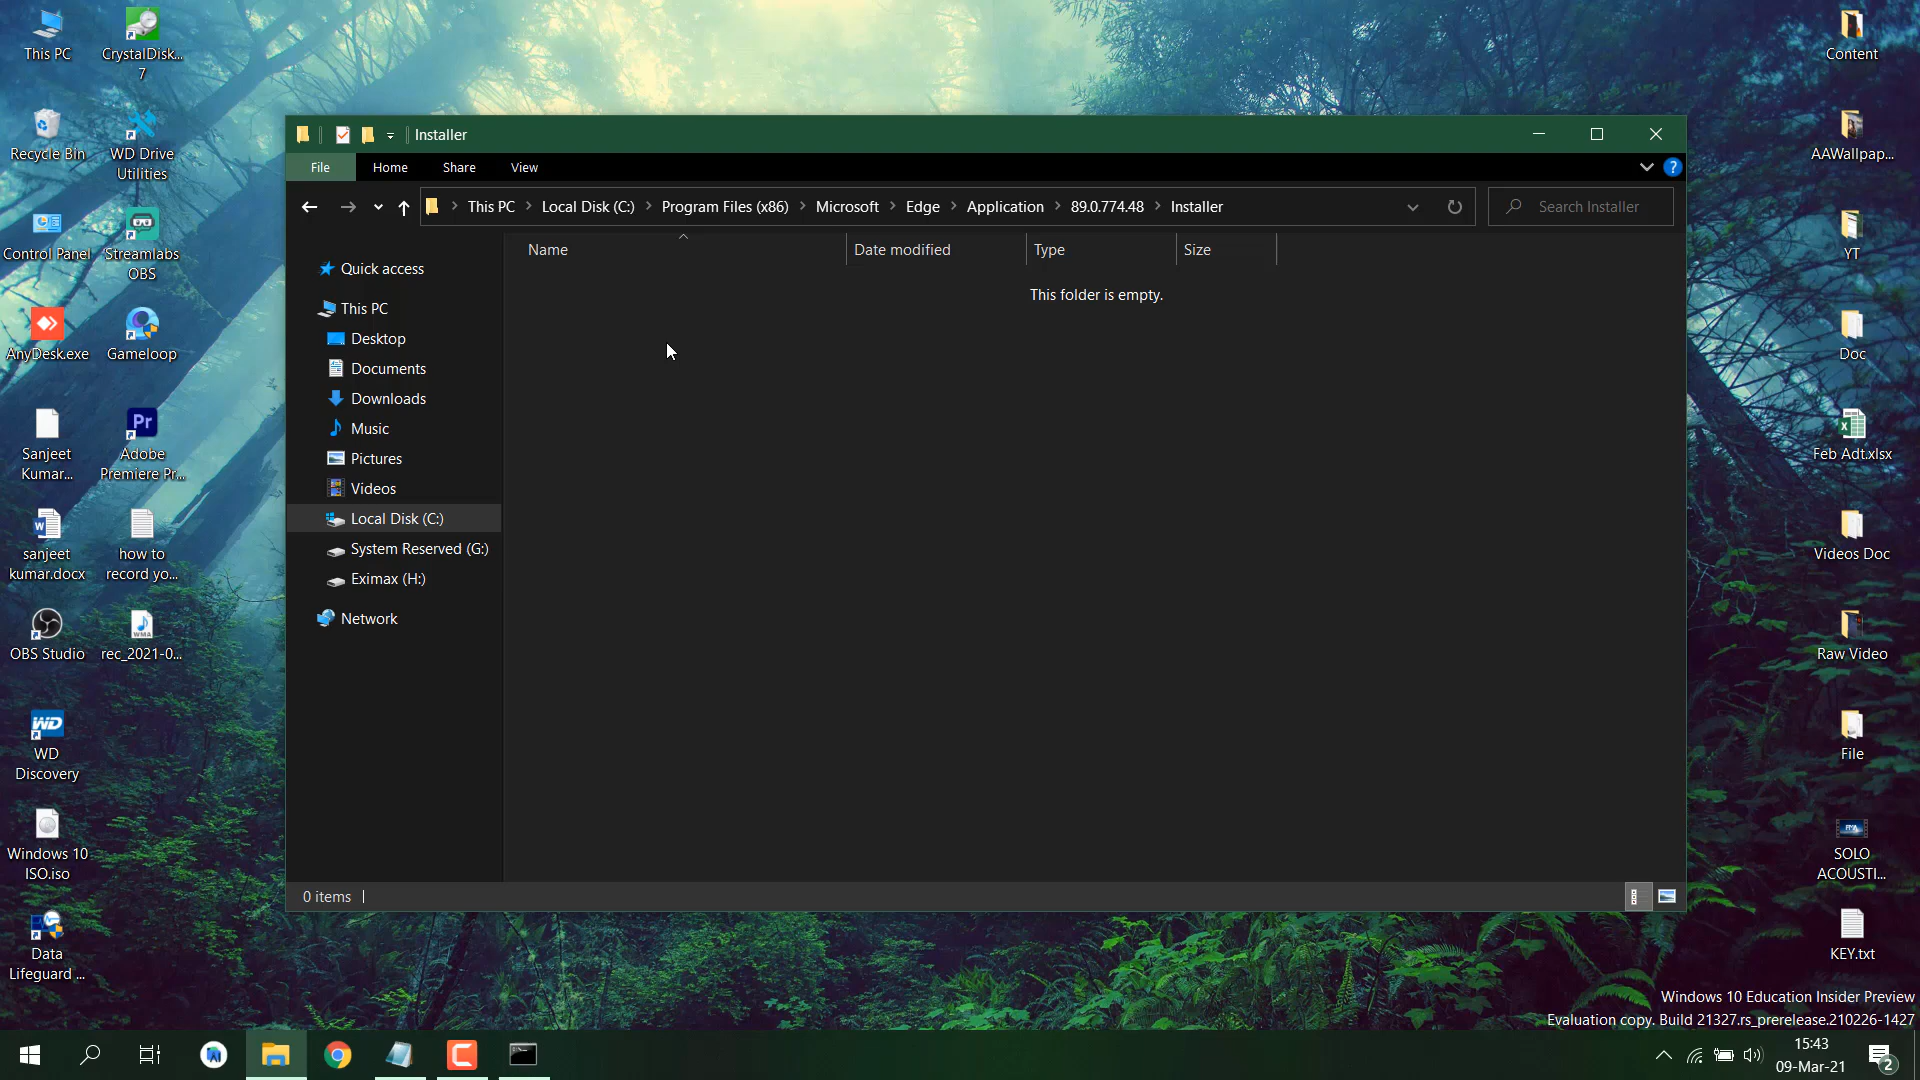 This PC
CrystalDisk...
7
Recycle Bin
WD Drive
Utilities
Control Panel
Streamlabs
OBS
AnyDesk.exe
Gameloop
Sanjeet
Kumar...
Adobe
Premiere Pr...
sanjeet
kumar.docx
how to
record yo...
OBS Studio
rec_2021-0...
WD
Discovery
Windows 10
ISO.iso
Data
Lifeguard ...
Installer
File
Home
Share
View
This PC
Local Disk (C:)
Program Files (x86)
Microsoft
Edge
Application
89.0.774.48
Installer
Search Installer
Name
Date modified
Type
Size
This folder is empty.
Quick access
This PC
Desktop
Documents
Downloads
Music
Pictures
Videos
Local Disk (C:)
System Reserved (G:)
Eximax (H:)
Network
0 items
Content
AAWallpap...
YT
Doc
Feb Adt.xlsx
Videos Doc
Raw Video
File
SOLO
ACOUSTI...
KEY.txt
Windows 10 Education Insider Preview
Evaluation copy. Build 21327.rs_prerelease.210226-1427
15:43
09-Mar-21
2